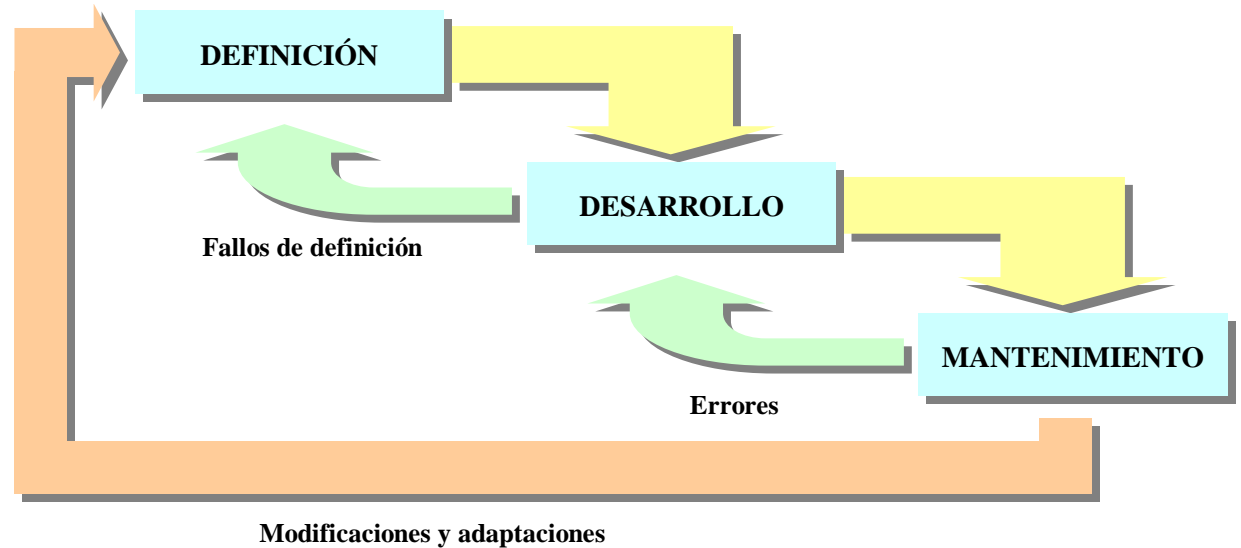 DEFINICIÓN
DESARROLLO
Fallos de definición
MANTENIMIENTO
Errores
Modificaciones y adaptaciones